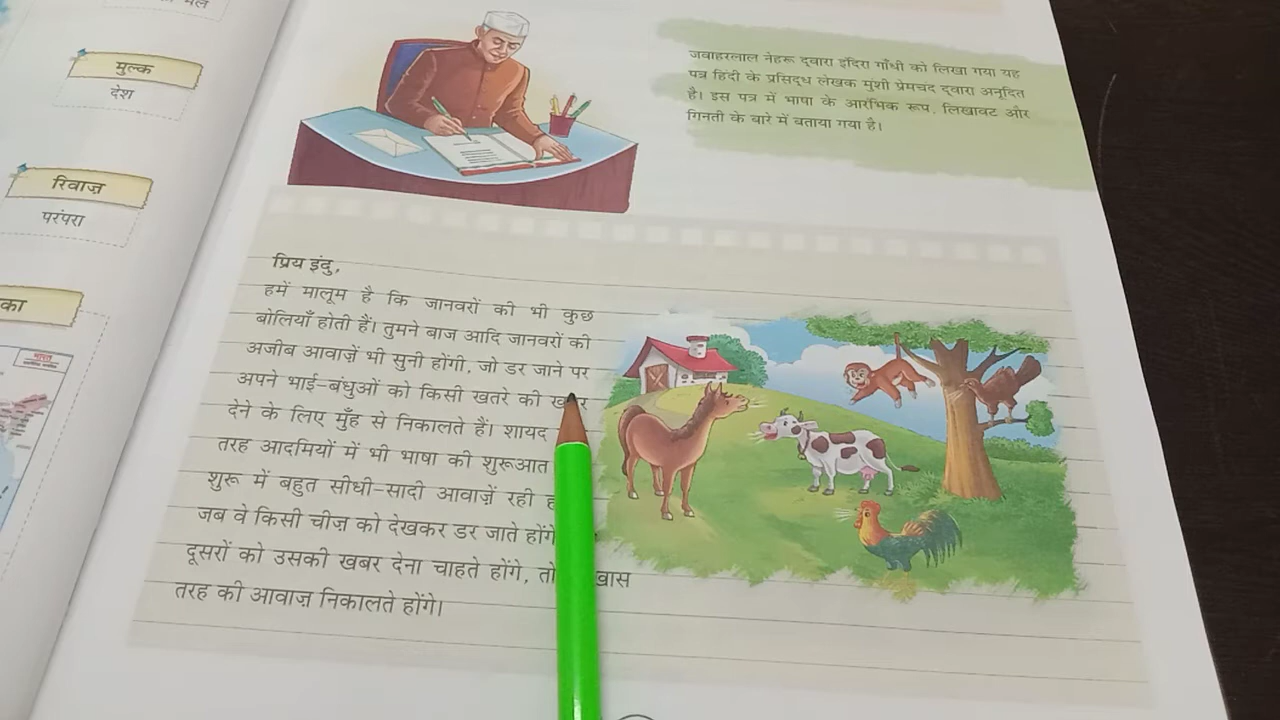 मुल्क
देश
रिवाज़
परंपरा
का
भारत
जवाहरलाल नेहरू द्वारा इंदिरा गाँधी को लिखा गया यह
पत्र हिंदी के प्रसिद्ध लेखक मुंशी प्रेमचंद द्वारा अनूदित
है। इस पत्र में भाषा के आरंभिक रूप, लिखावट और
गिनती के बारे में बताया गया है।
प्रिय इंदु,
हमें मालूम है कि जानवरों की भी कुछ
बोलियाँ होती हैं। तुमने बाज आदि जानवरों की
अजीब आवाज़ें भी सुनी होंगी, जो डर जाने पर
अपने भाई-बंधुओं को किसी खतरे की
देने के लिए मुँह से निकालते हैं। शायद
तरह आदमियों में भी भाषा की शुरूआत
शुरू में बहुत सीधी-सादी आवाज़ें रही
जब वे किसी चीज़ को देखकर डर जाते होंगे
दूसरों को उसकी खबर देना चाहते होंगे, तो
तरह की आवाज़ निकालते होंगे।